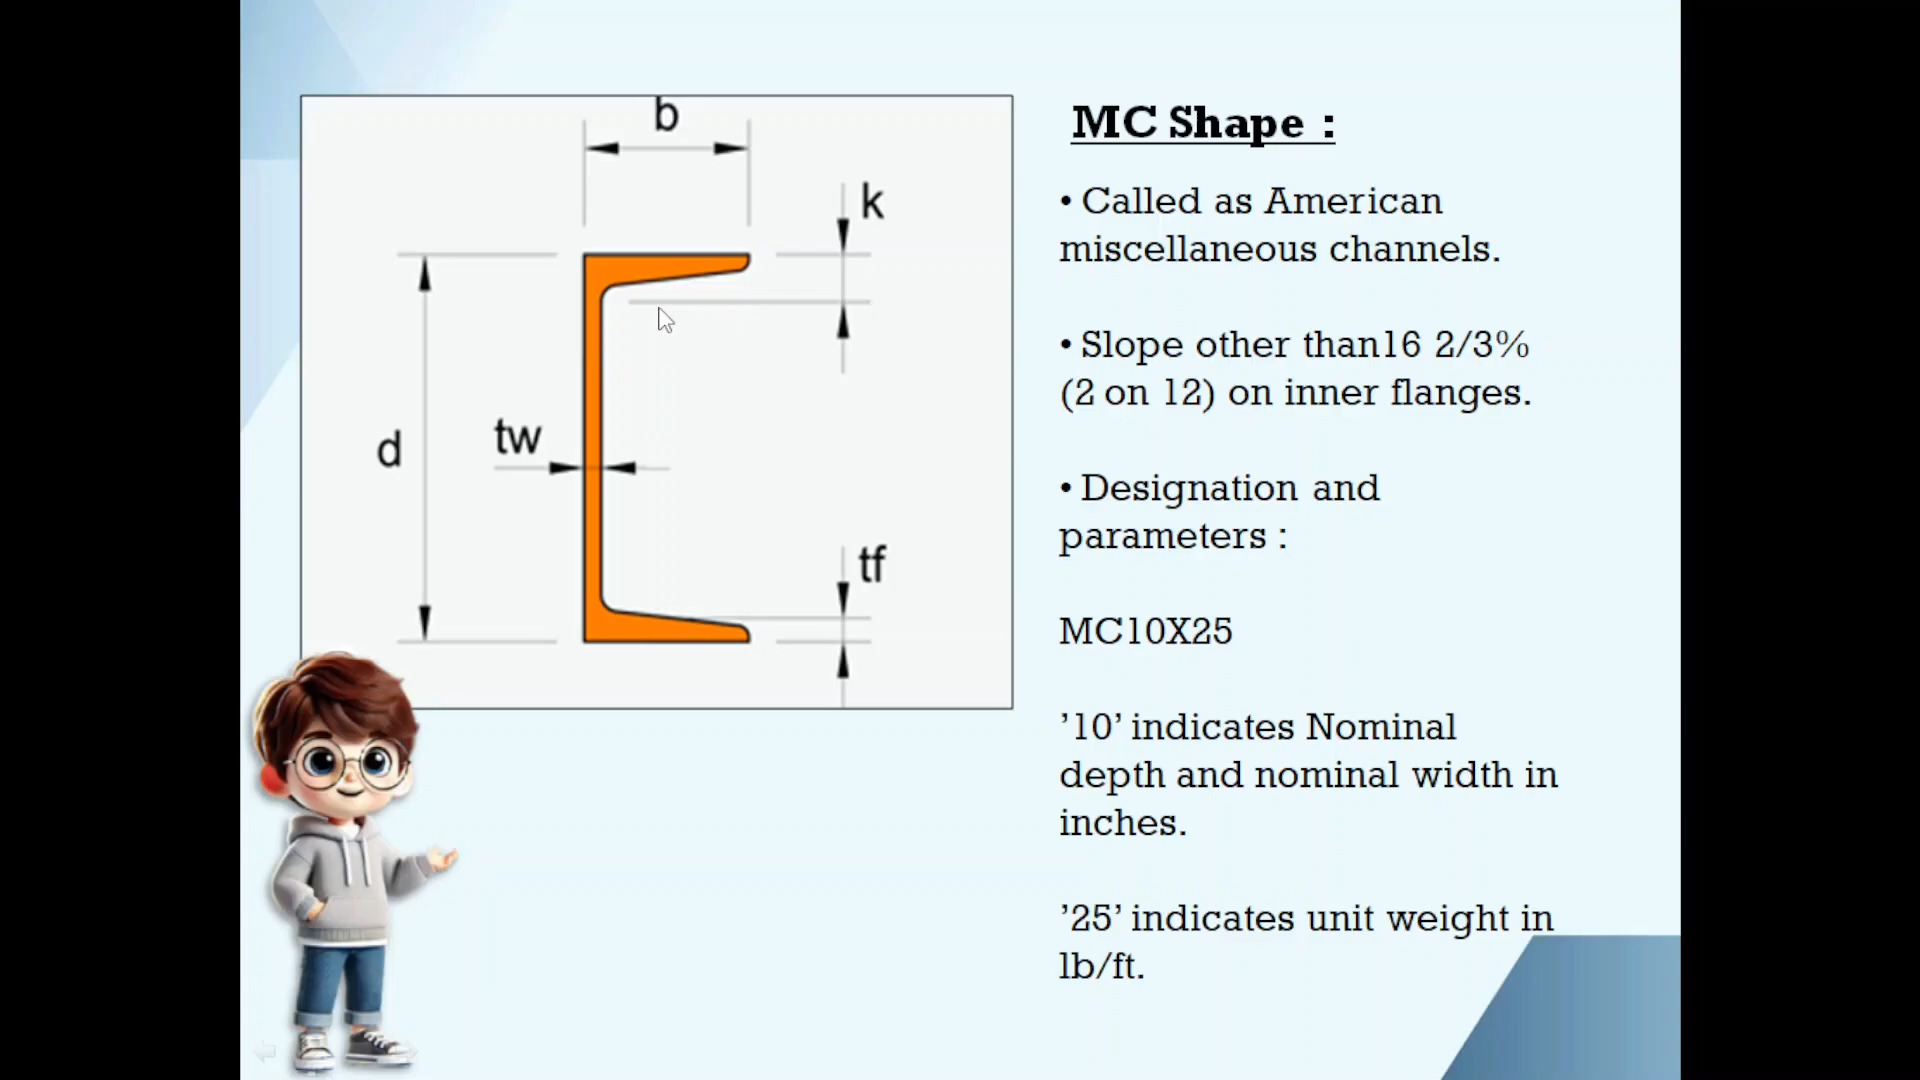 b
k
d
tw
tf
MC Shape :
• Called as American
miscellaneous channels.
• Slope other than16 2/3%
(2 on 12) on inner flanges.
• Designation and
parameters :
MC10X25
’10’ indicates Nominal
depth and nominal width in
inches.
’25’ indicates unit weight in
lb/ft.